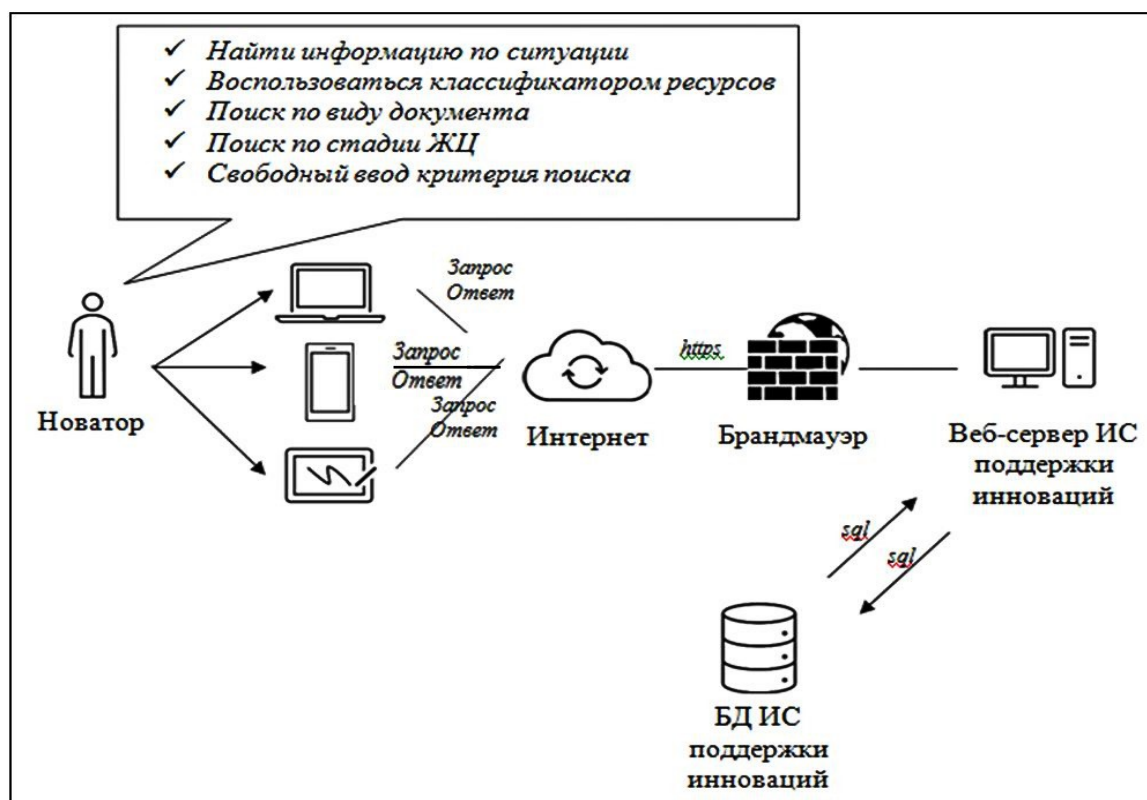 Найти информацию по ситуации
Воспользоваться классификатором ресурсов
Поиск по виду документа
Поиск по стадии ЖЦ
Свободный ввод критерия поиска
Запрос
Ответ
Запрос
Ответ
Запрос
Ответ
https
Новатор
Интернет
Брандмауэр
Веб-сервер ИС
поддержки
инноваций
sql
sql
БД ИС
поддержки
инноваций